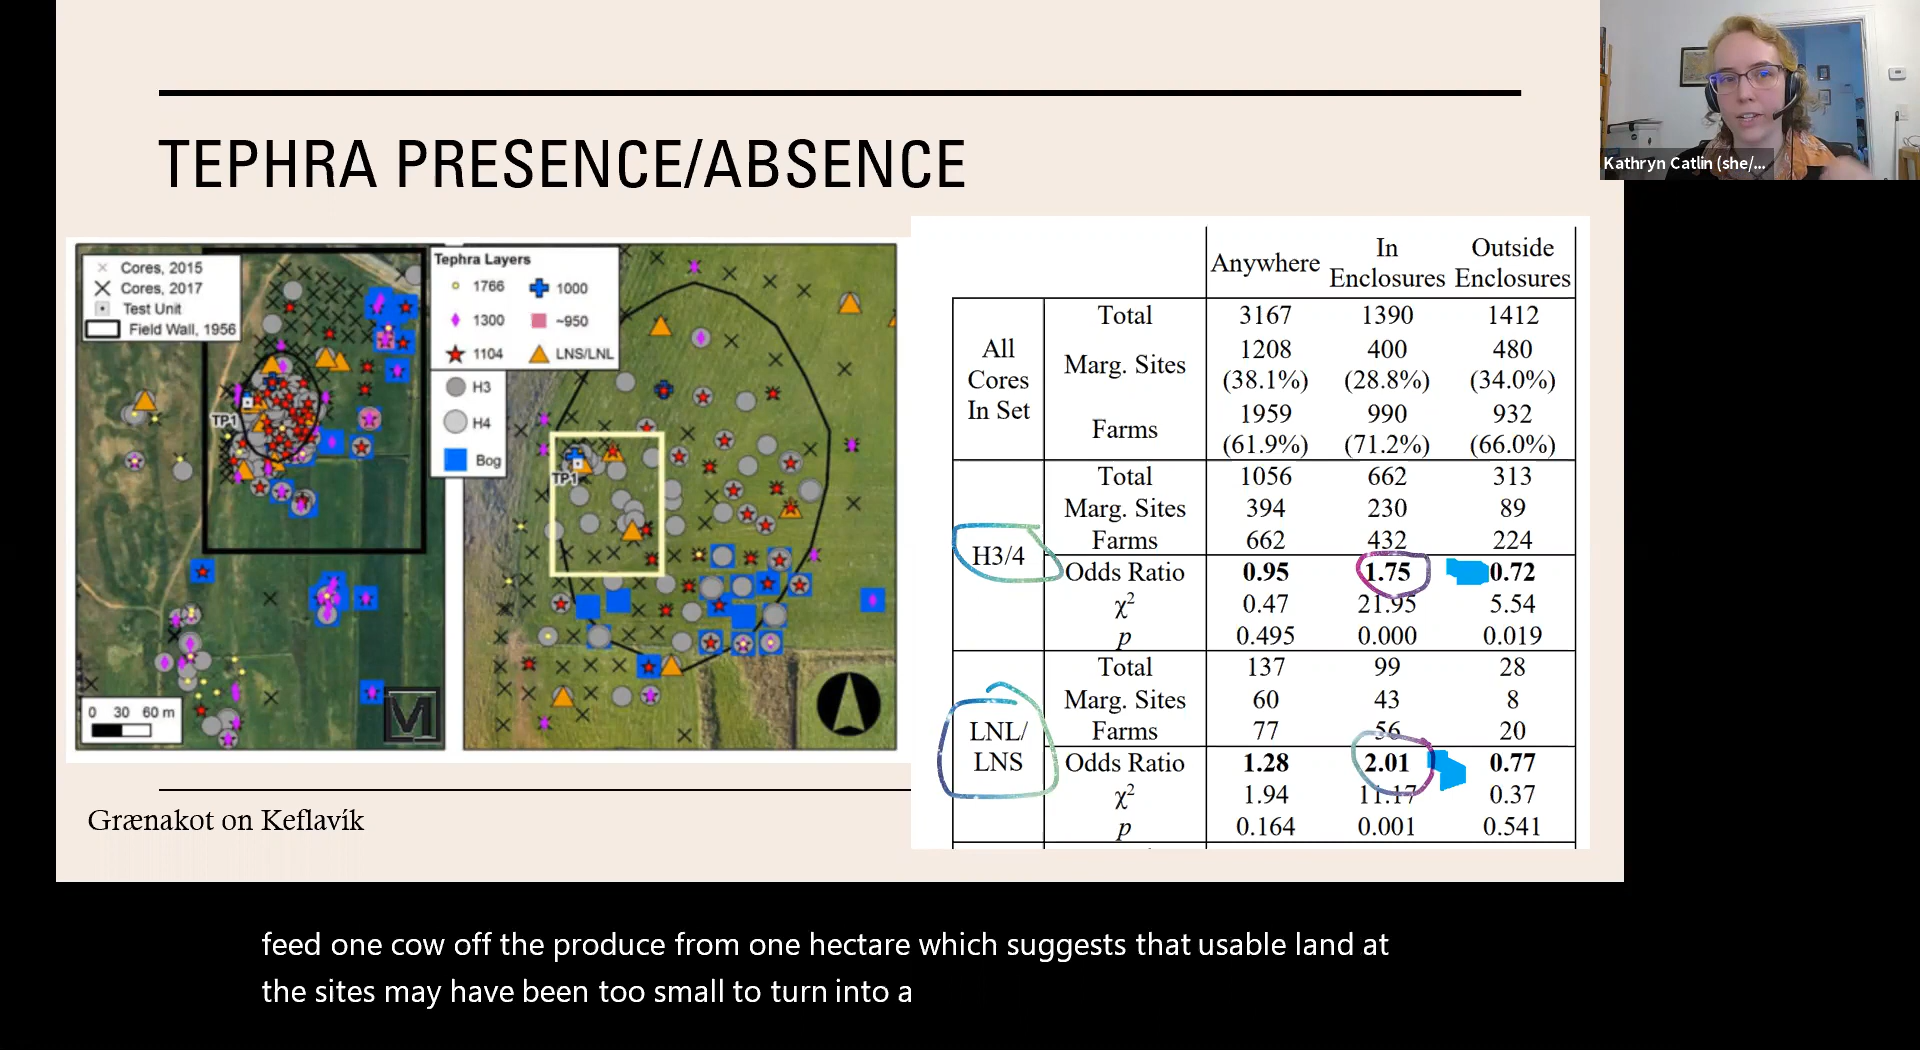 TEPHRA PRESENCE/ABSENCE
Kathryn Catlin (she/...
Cores, 2015
Cores, 2017
Test Unit
Field Wall, 1956
Tephra Layers
1766 1000
1300 ~950
1104 LNS/LNL
H3
H4
Bog
TP1
TP1
0 30 60 m
Grænakot on Keflavík
Anywhere In Enclosures Outside Enclosures
All Cores In Set
Total 3167 1390 1412
Marg. Sites 1208 (38.1%) 400 (28.8%) 480 (34.0%)
Farms 1959 (61.9%) 990 (71.2%) 932 (66.0%)
H3/4
Total 1056 662 313
Marg. Sites 394 230 89
Farms 662 432 224
Odds Ratio 0.95 1.75 0.72
χ² 0.47 21.95 5.54
p 0.495 0.000 0.019
LNL/ LNS
Total 137 99 28
Marg. Sites 60 43 8
Farms 77 56 20
Odds Ratio 1.28 2.01 0.77
χ² 1.94 11.17 0.37
p 0.164 0.001 0.541
feed one cow off the produce from one hectare which suggests that usable land at
the sites may have been too small to turn into a